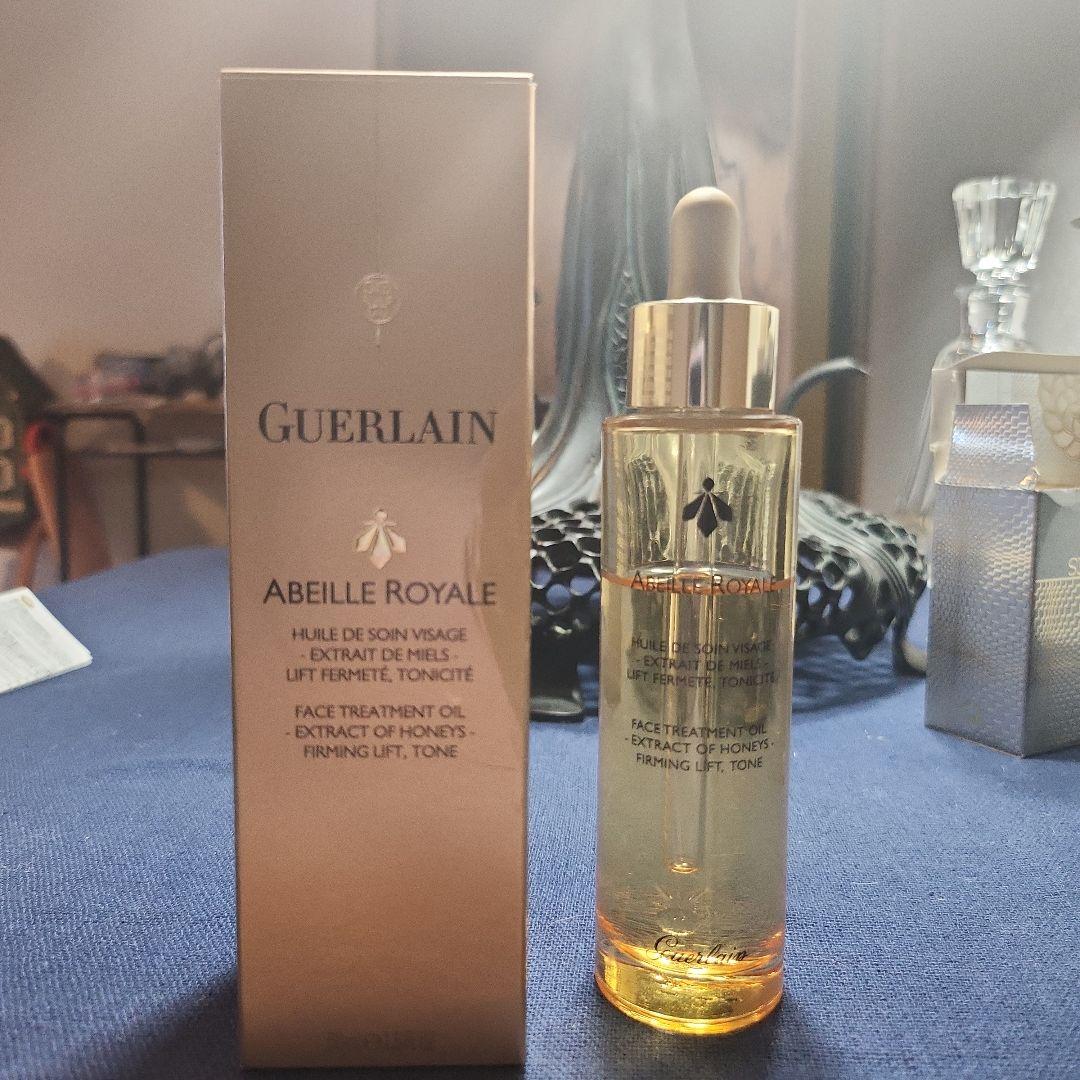 GUERLAIN
ABEILLE ROYALE
HUILE DE SOIN VISAGE
- EXTRAIT DE MIELS -
LIFT FERMETÉ, TONICITÉ
FACE TREATMENT OIL
- EXTRACT OF HONEYS -
FIRMING LIFT, TONE
ABEILLE ROYALE
HUILE DE SOIN VISAGE
- EXTRAIT DE MIELS -
LIFT FERMETÉ, TONICITÉ
FACE TREATMENT OIL
- EXTRACT OF HONEYS -
FIRMING LIFT, TONE
Guerlain